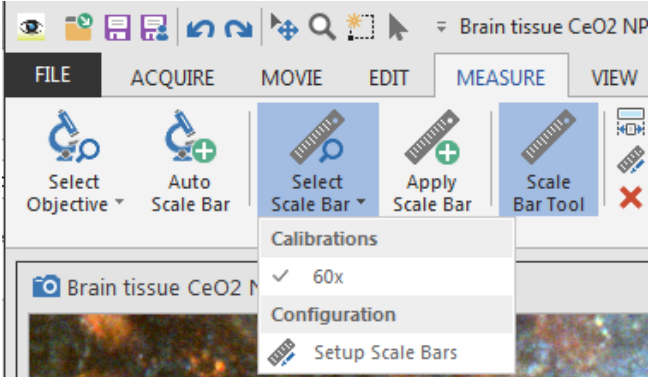 Brain tissue CeO2 NP
FILE ACQUIRE MOVIE EDIT MEASURE VIEW
Select Auto Select Apply Scale
Objective Scale Bar Scale Bar Scale Bar Bar Tool
Calibrations
60x
Brain tissue CeO2
Configuration
Setup Scale Bars